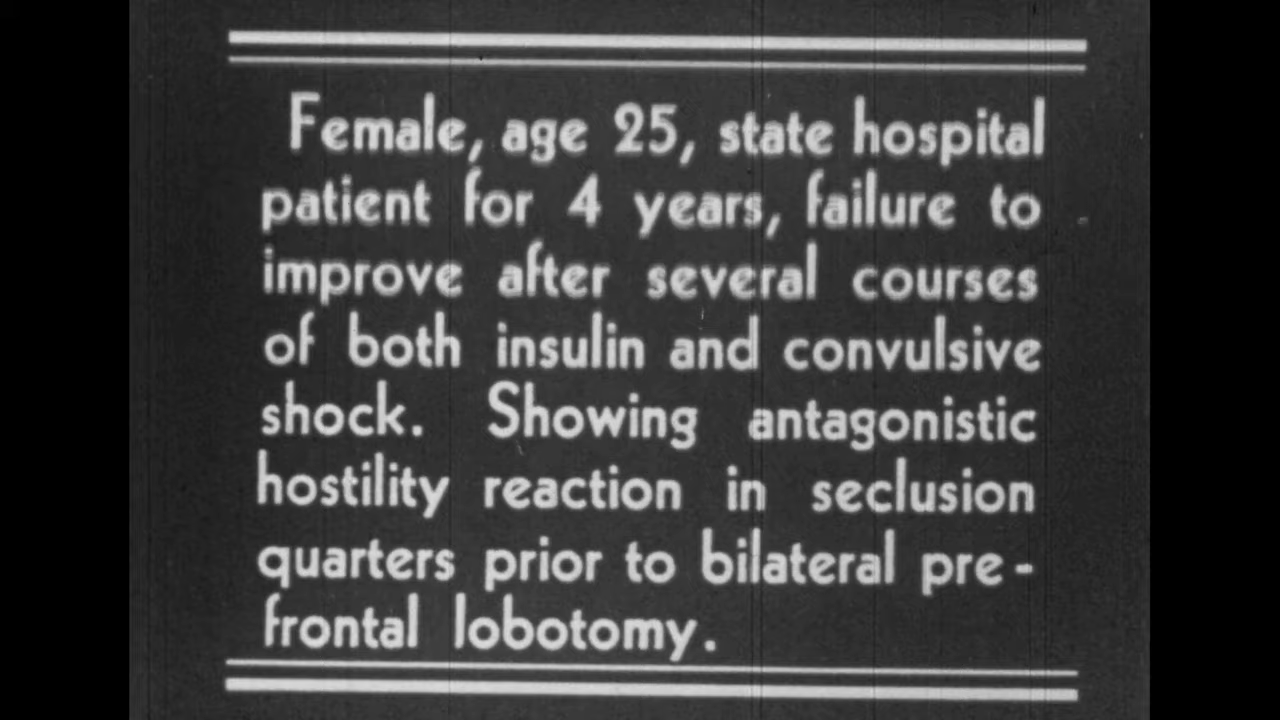 Female, age 25, state hospital
patient for 4 years, failure to
improve after several courses
of both insulin and convulsive
shock. Showing antagonistic
hostility reaction in seclusion
quarters prior to bilateral pre-
frontal lobotomy.